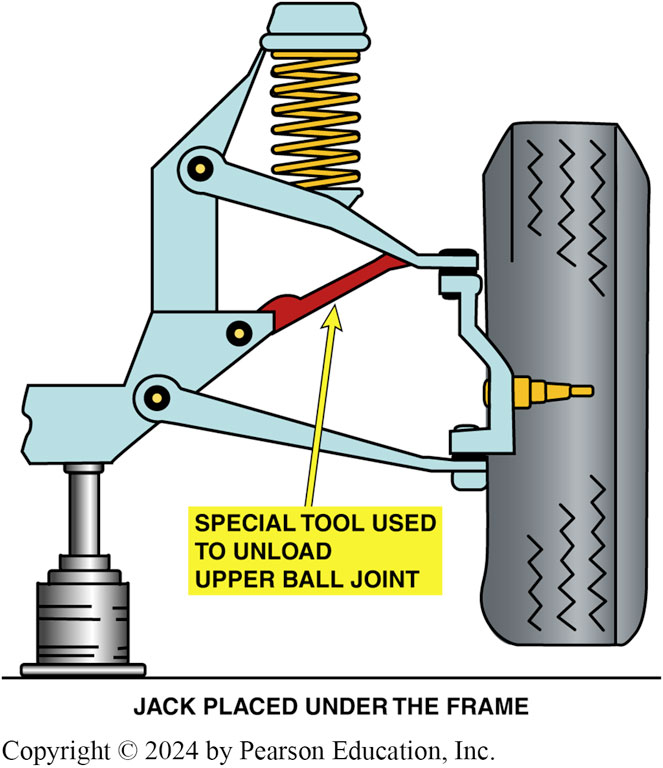 SPECIAL TOOL USED
TO UNLOAD
UPPER BALL JOINT
JACK PLACED UNDER THE FRAME
Copyright © 2024 by Pearson Education, Inc.